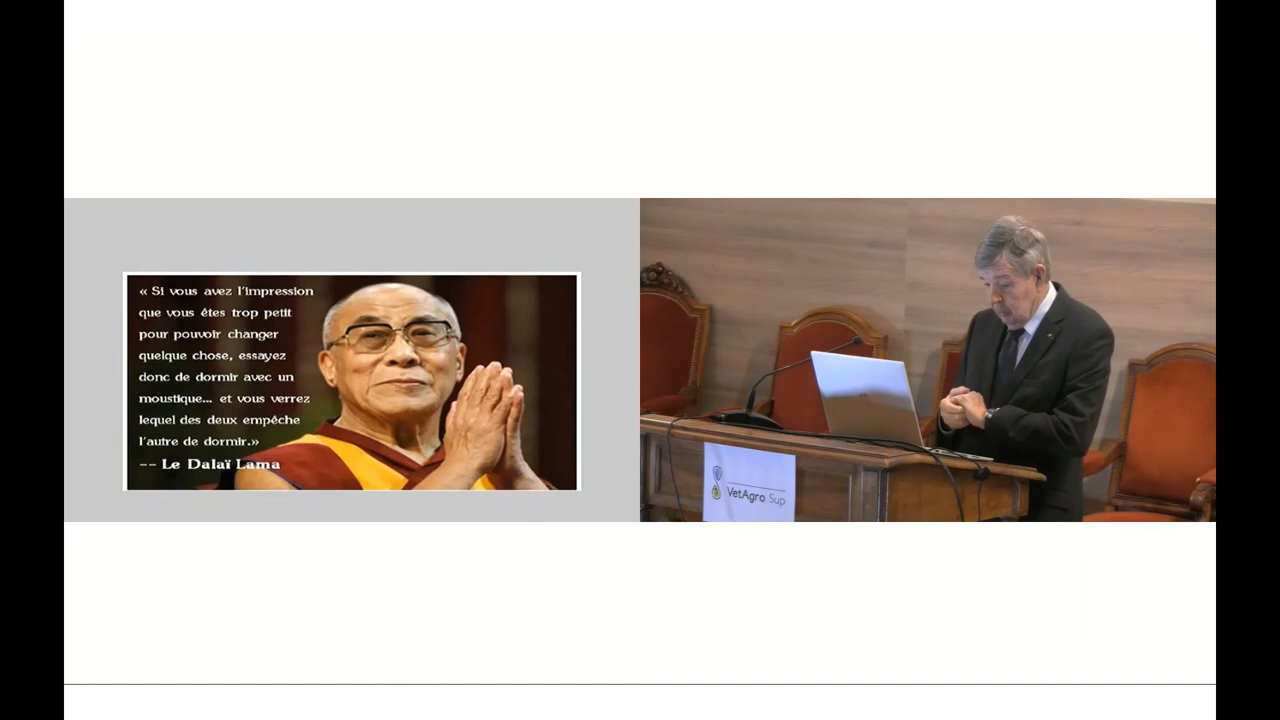 « Si vous avez l'impression
que vous êtes trop petit
pour pouvoir changer
quelque chose, essayez
donc de dormir avec un
moustique... et vous verrez
lequel des deux empêche
l'autre de dormir.»
-- Le Dalaï Lama
VetAgro Sup